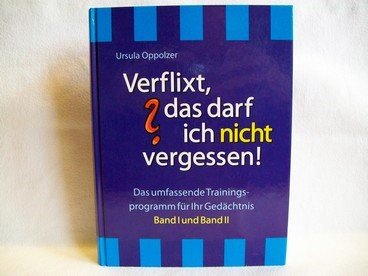 Ursula Oppolzer
Verflixt,
? das darf
ich nicht
vergessen!
Das umfassende Trainings-
programm für Ihr Gedächtnis
Band I und Band II